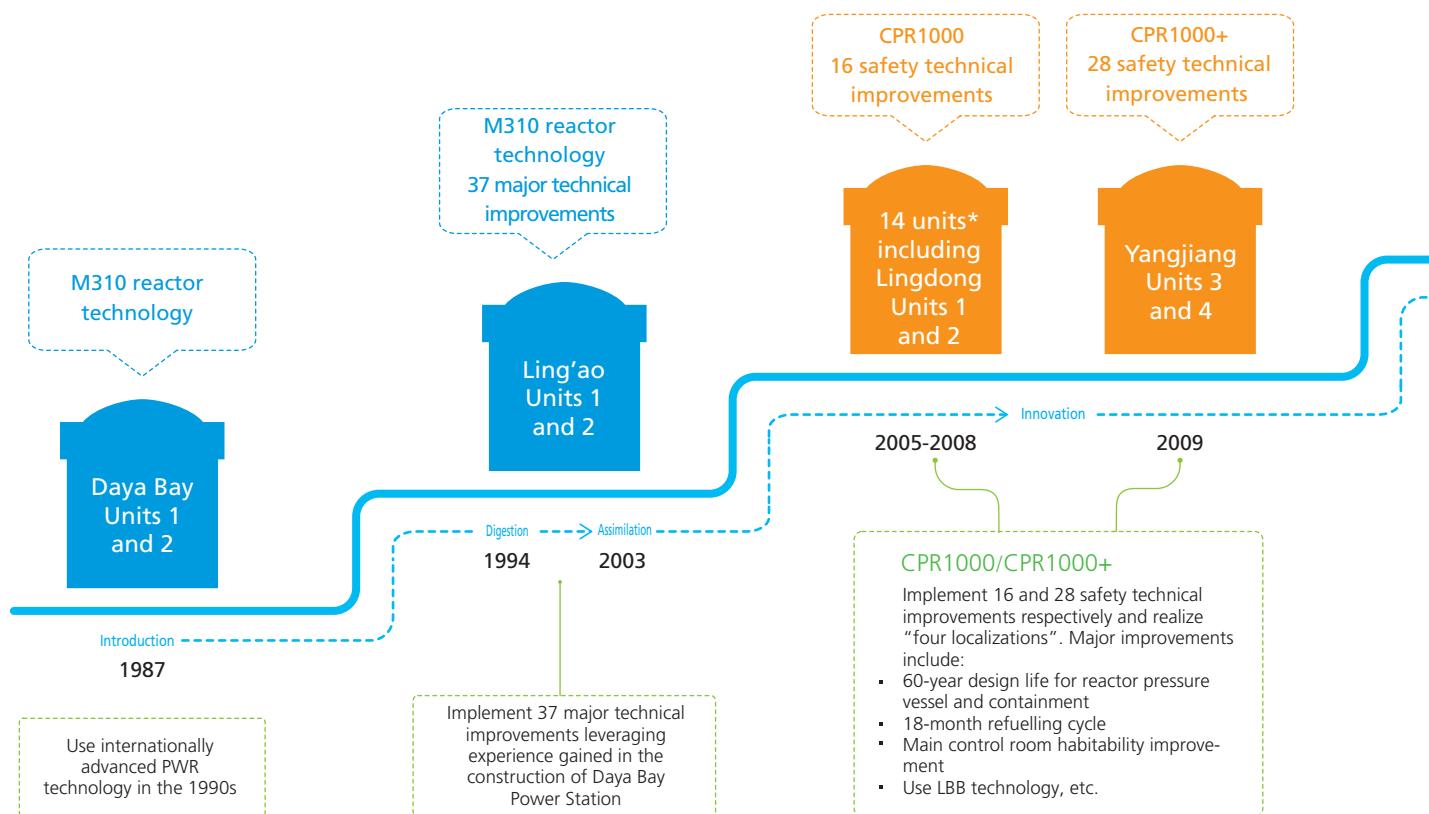 M310 reactor
technology
Daya Bay
Units 1
and 2
Introduction
1987
Use internationally
advanced PWR
technology in the 1990s
M310 reactor
technology
37 major technical
improvements
Ling’ao
Units 1
and 2
Digestion
Assimilation
1994
2003
Implement 37 major technical
improvements leveraging
experience gained in the
construction of Daya Bay
Power Station
CPR1000
16 safety technical
improvements
14 units*
including
Lingdong
Units 1
and 2
CPR1000+
28 safety technical
improvements
Yangjiang
Units 3
and 4
Innovation
2005-2008
2009
CPR1000/CPR1000+
Implement 16 and 28 safety technical
improvements respectively and realize
“four localizations”. Major improvements
include:
▪ 60-year design life for reactor pressure
vessel and containment
▪ 18-month refuelling cycle
▪ Main control room habitability improve-
ment
▪ Use LBB technology, etc.